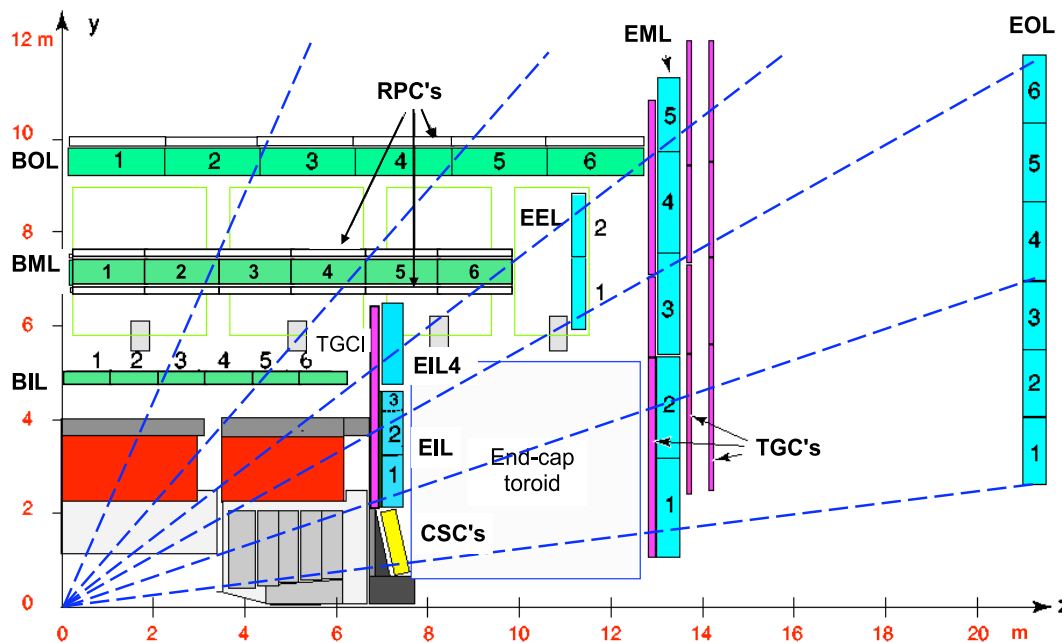 y
EOL
12 m
EML
6
RPC's
5
10
5
BOL
1 2 3 4 5 6
4
4
8
EEL
2
BML
1 2 3 4 5 6
1
3
3
6
TGCI
1 2 3 4 5 6
BIL
EIL4
2
4
3
2
2
EIL
End-cap
toroid
TGC's
1
1
2
CSC's
1
0
z
0 2 4 6 8 10 12 14 16 18 20 m